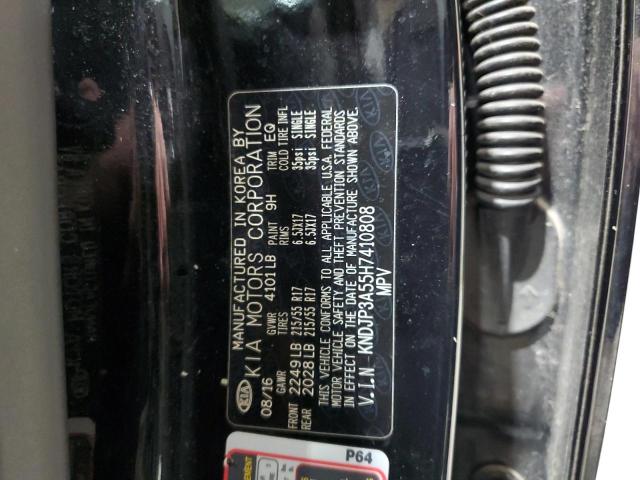 KIA
MANUFACTURED IN KOREA BY
KIA MOTORS CORPORATION
08/16 GVWR 4101LB PAINT 9H TRIM EQ
GAWR TIRES RIMS COLD TIRE INFL
FRONT 2249LB 215/55 R17 6.5JX17 35psi SINGLE
REAR 2028LB 215/55 R17 6.5JX17 35psi SINGLE
THIS VEHICLE CONFORMS TO ALL APPLICABLE U.S.A. FEDERAL
MOTOR VEHICLE SAFETY AND THEFT PREVENTION STANDARDS
IN EFFECT ON THE DATE OF MANUFACTURE SHOWN ABOVE.
V.I.N KNDJP3A55H7410808
MPV
P64